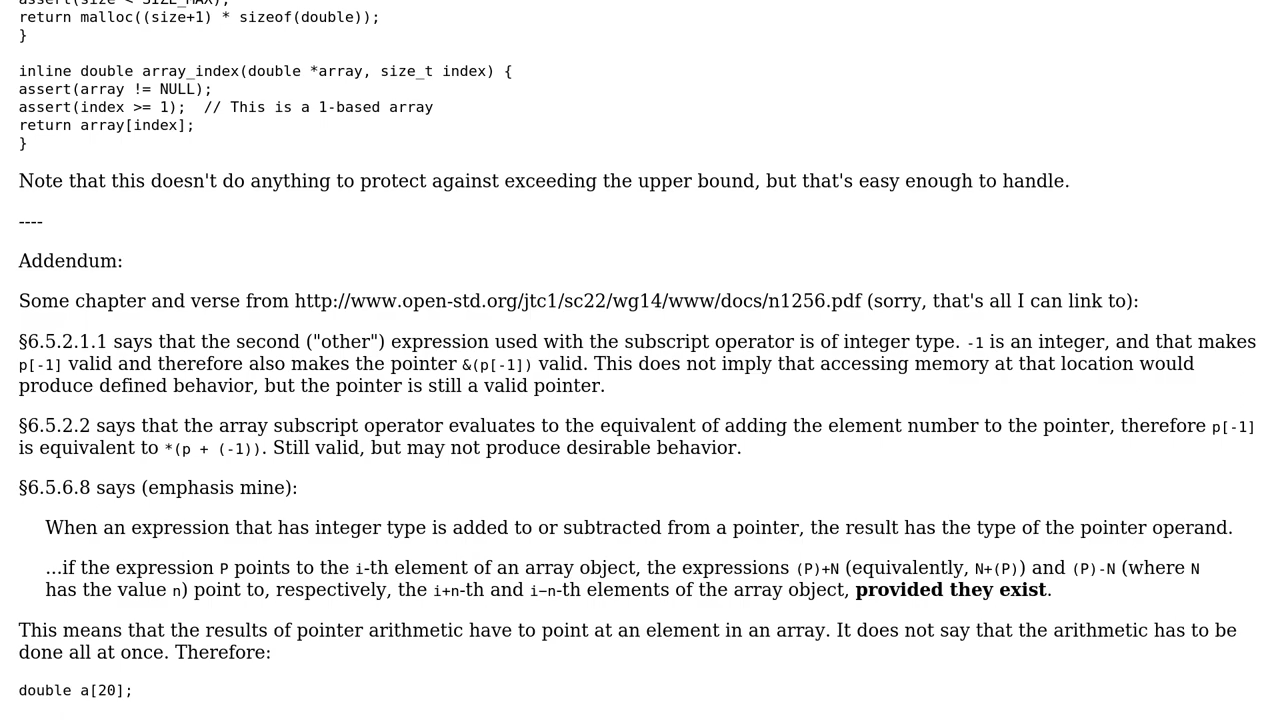 assert(size < SIZE_MAX);
return malloc((size+1) * sizeof(double));
}
inline double array_index(double *array, size_t index) {
assert(array != NULL);
assert(index >= 1);  // This is a 1-based array
return array[index];
}
Note that this doesn't do anything to protect against exceeding the upper bound, but that's easy enough to handle.
----
Addendum:
Some chapter and verse from http://www.open-std.org/jtc1/sc22/wg14/www/docs/n1256.pdf (sorry, that's all I can link to):
§6.5.2.1.1 says that the second ("other") expression used with the subscript operator is of integer type. -1 is an integer, and that makes
p[-1] valid and therefore also makes the pointer &(p[-1]) valid. This does not imply that accessing memory at that location would
produce defined behavior, but the pointer is still a valid pointer.
§6.5.2.2 says that the array subscript operator evaluates to the equivalent of adding the element number to the pointer, therefore p[-1]
is equivalent to *(p + (-1)). Still valid, but may not produce desirable behavior.
§6.5.6.8 says (emphasis mine):
When an expression that has integer type is added to or subtracted from a pointer, the result has the type of the pointer operand.
...if the expression P points to the i-th element of an array object, the expressions (P)+N (equivalently, N+(P)) and (P)-N (where N
has the value n) point to, respectively, the i+n-th and i−n-th elements of the array object, provided they exist.
This means that the results of pointer arithmetic have to point at an element in an array. It does not say that the arithmetic has to be
done all at once. Therefore:
double a[20];